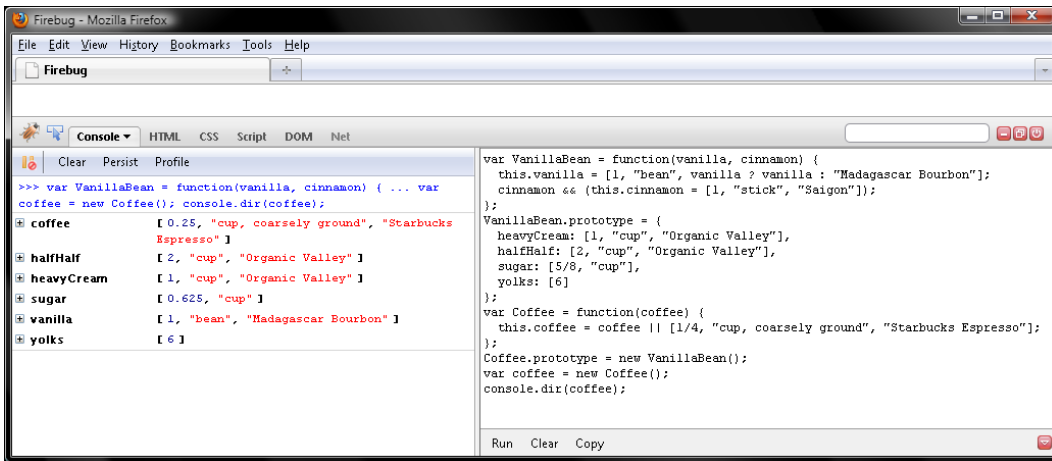 Firebug - Mozilla Firefox
File Edit View History Bookmarks Tools Help
Firebug
Console HTML CSS Script DOM Net
Clear Persist Profile
>>> var VanillaBean = function(vanilla, cinnamon) { ... var
coffee = new Coffee(); console.dir(coffee);
coffee [ 0.25, "cup, coarsely ground", "Starbucks
Espresso" ]
halfHalf [ 2, "cup", "Organic Valley" ]
heavyCream [ 1, "cup", "Organic Valley" ]
sugar [ 0.625, "cup" ]
vanilla [ 1, "bean", "Madagascar Bourbon" ]
yolks [ 6 ]
var VanillaBean = function(vanilla, cinnamon) {
  this.vanilla = [1, "bean", vanilla ? vanilla : "Madagascar Bourbon"];
  cinnamon && (this.cinnamon = [1, "stick", "Saigon"]);
};
VanillaBean.prototype = {
  heavyCream: [1, "cup", "Organic Valley"],
  halfHalf: [2, "cup", "Organic Valley"],
  sugar: [5/8, "cup"],
  yolks: [6]
};
var Coffee = function(coffee) {
  this.coffee = coffee || [1/4, "cup, coarsely ground", "Starbucks Espresso"];
};
Coffee.prototype = new VanillaBean();
var coffee = new Coffee();
console.dir(coffee);
Run Clear Copy